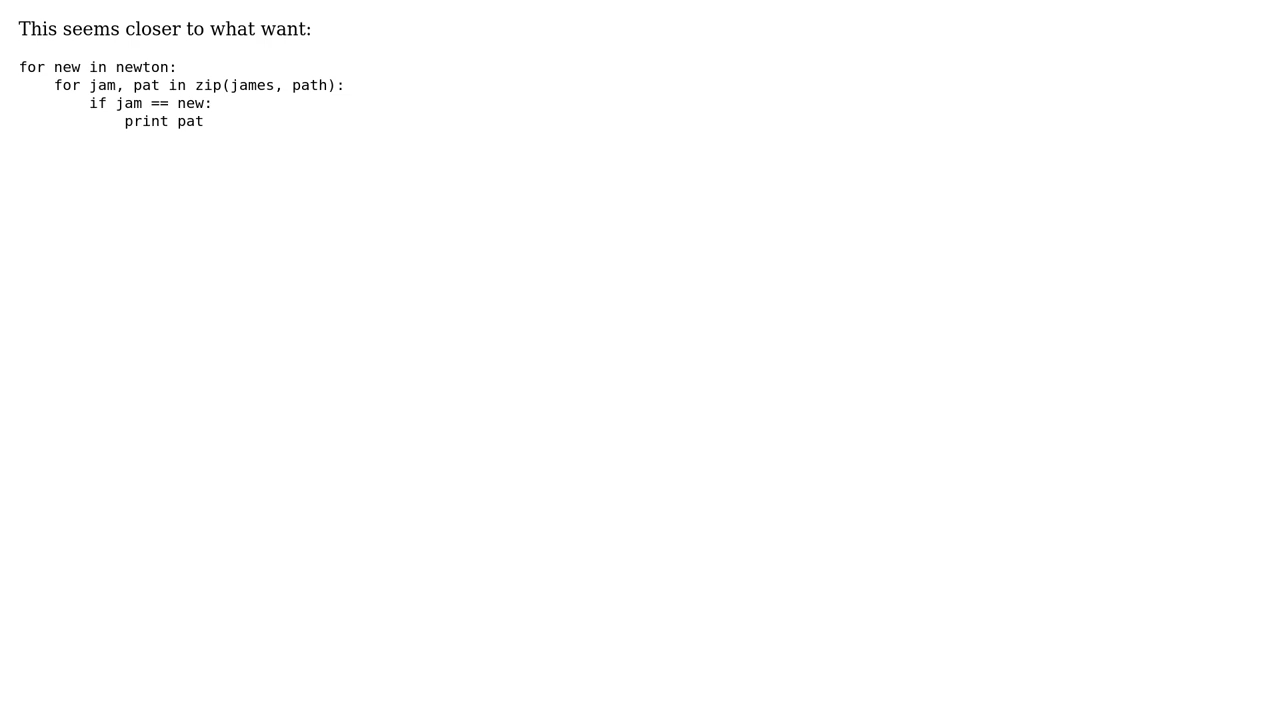 This seems closer to what want:
for new in newton:
    for jam, pat in zip(james, path):
        if jam == new:
            print pat